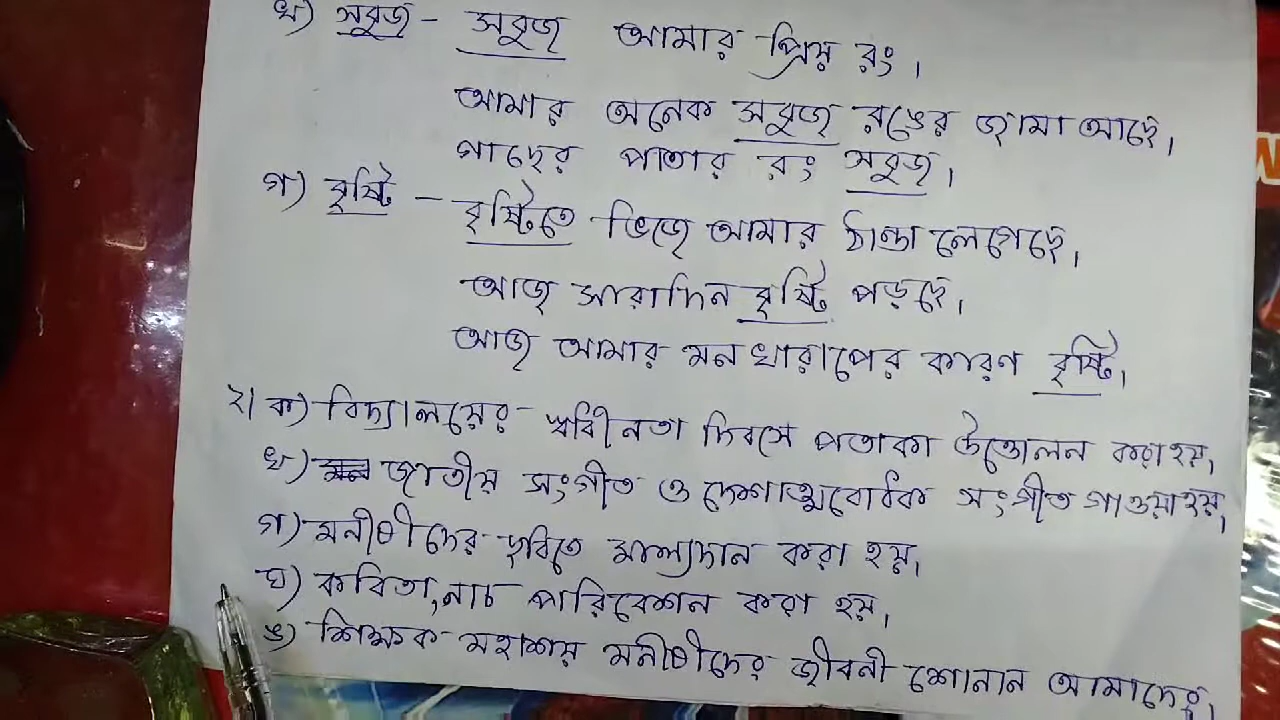 খ) সবুজ - সবুজ আমার প্রিয় রং।
আমার অনেক সবুজ রঙের জামা আছে।
গাছের পাতার রং সবুজ।
গ) বৃষ্টি - বৃষ্টিতে ভিজে আমার ঠান্ডা লেগেছে।
আজ সারাদিন বৃষ্টি পড়ছে।
আজ আমার মন খারাপের কারণ বৃষ্টি।
২। ক) বিদ্যালয়ের স্বাধীনতা দিবসে পতাকা উত্তোলন করা হয়।
খ) জাতীয় সংগীত ও দেশাত্মবোধক সংগীত গাওয়া হয়।
গ) মনীষীদের ছবিতে মাল্যদান করা হয়।
ঘ) কবিতা, নাচ পারিবেশন করা হয়।
ঙ) শিক্ষক মহাশয় মনীষীদের জীবনী শোনান আমাদের।